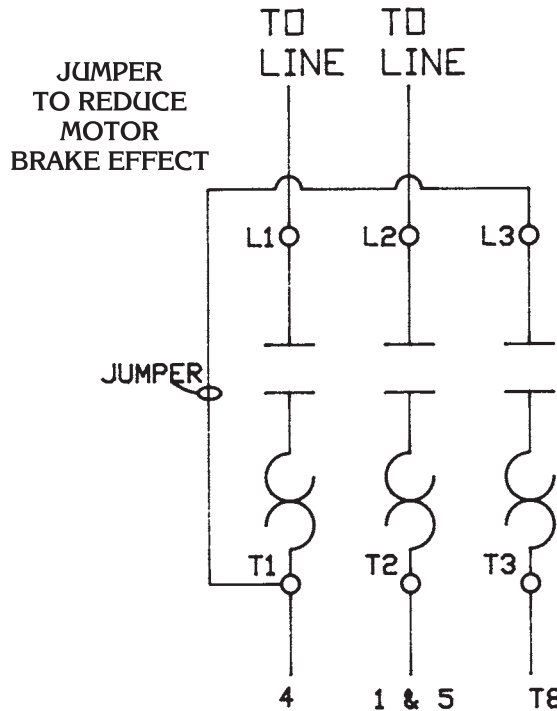 TO TO
LINE LINE
JUMPER
TO REDUCE
MOTOR
BRAKE EFFECT
L1 L2 L3
JUMPER
T1 T2 T3
4 1 & 5 T8